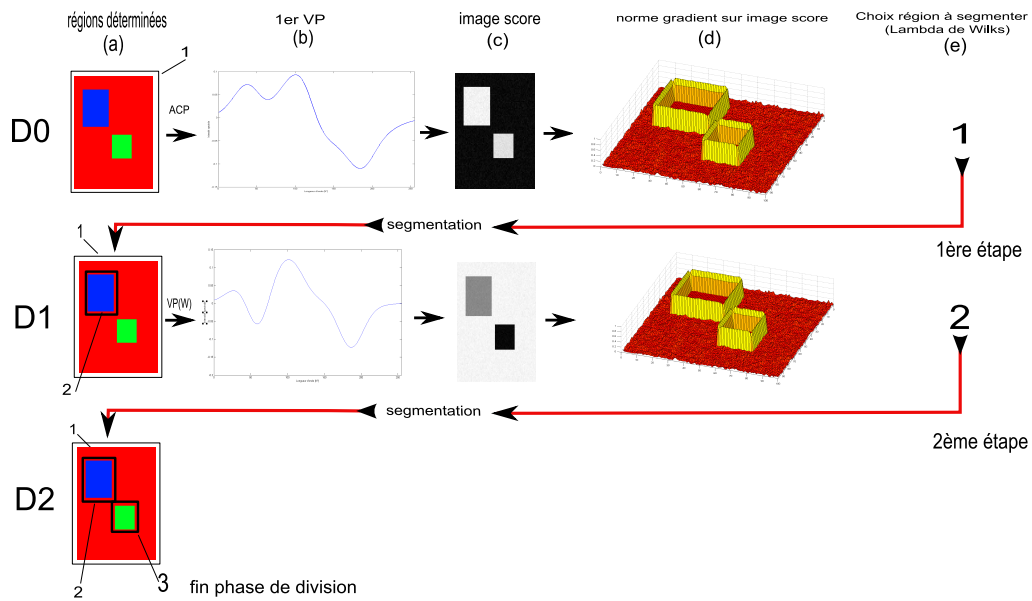 régions déterminées
(a)
1er VP
(b)
image score
(c)
norme gradient sur image score
(d)
Choix région à segmenter
(Lambda de Wilks)
(e)
1
D0
ACP
1
segmentation
1ère étape
1
D1
VP(W)
2
2
segmentation
2ème étape
1
D2
2
3
fin phase de division